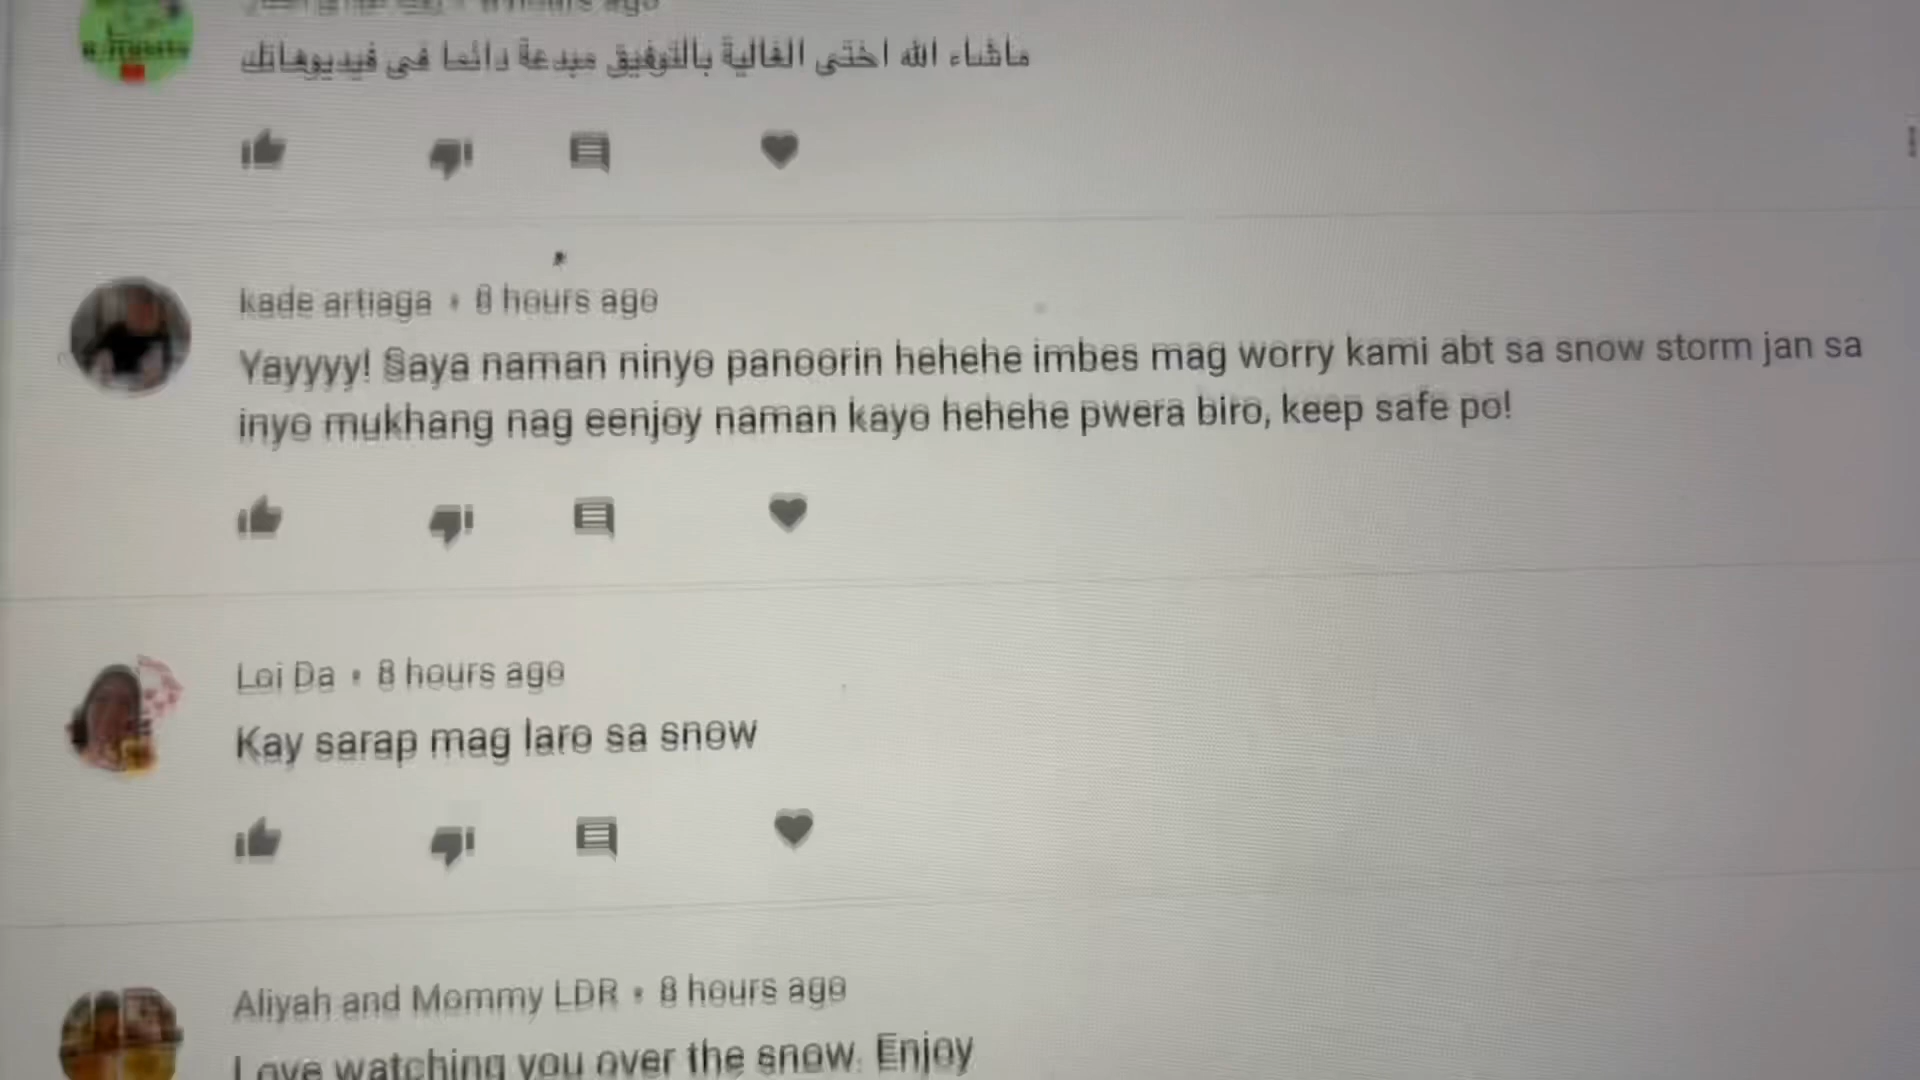 ago
ماشاء الله اختي الغالية بالتوفيق مبدعة دائما في فيديوهاتك
kade artiaga • 8 hours ago
Yayyyy! Saya naman ninyo panoorin hehehe imbes mag worry kami abt sa snow storm jan sa
inyo mukhang nag eenjoy naman kayo hehehe pwera biro, keep safe po!
Loi Da • 8 hours ago
Kay sarap mag laro sa snow
Aliyah and Mommy LDR • 8 hours ago
Love watching you over the snow. Enjoy